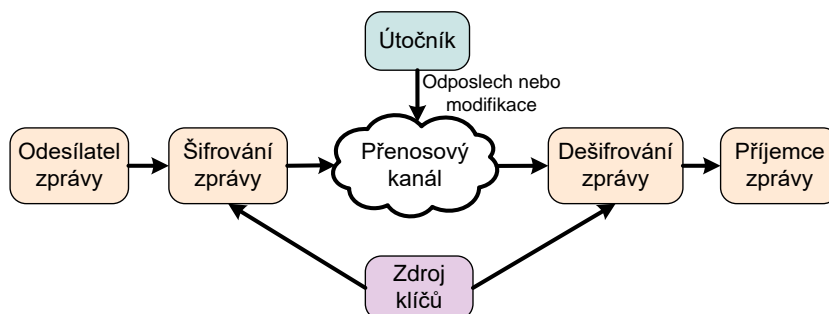 Útočník
Odposlech nebo
modifikace
Odesílatel
zprávy
Šifrování
zprávy
Přenosový
kanál
Dešifrování
zprávy
Příjemce
zprávy
Zdroj
klíčů